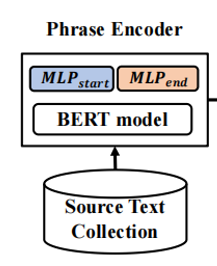 Phrase Encoder
MLP_start MLP_end
BERT model
Source Text
Collection